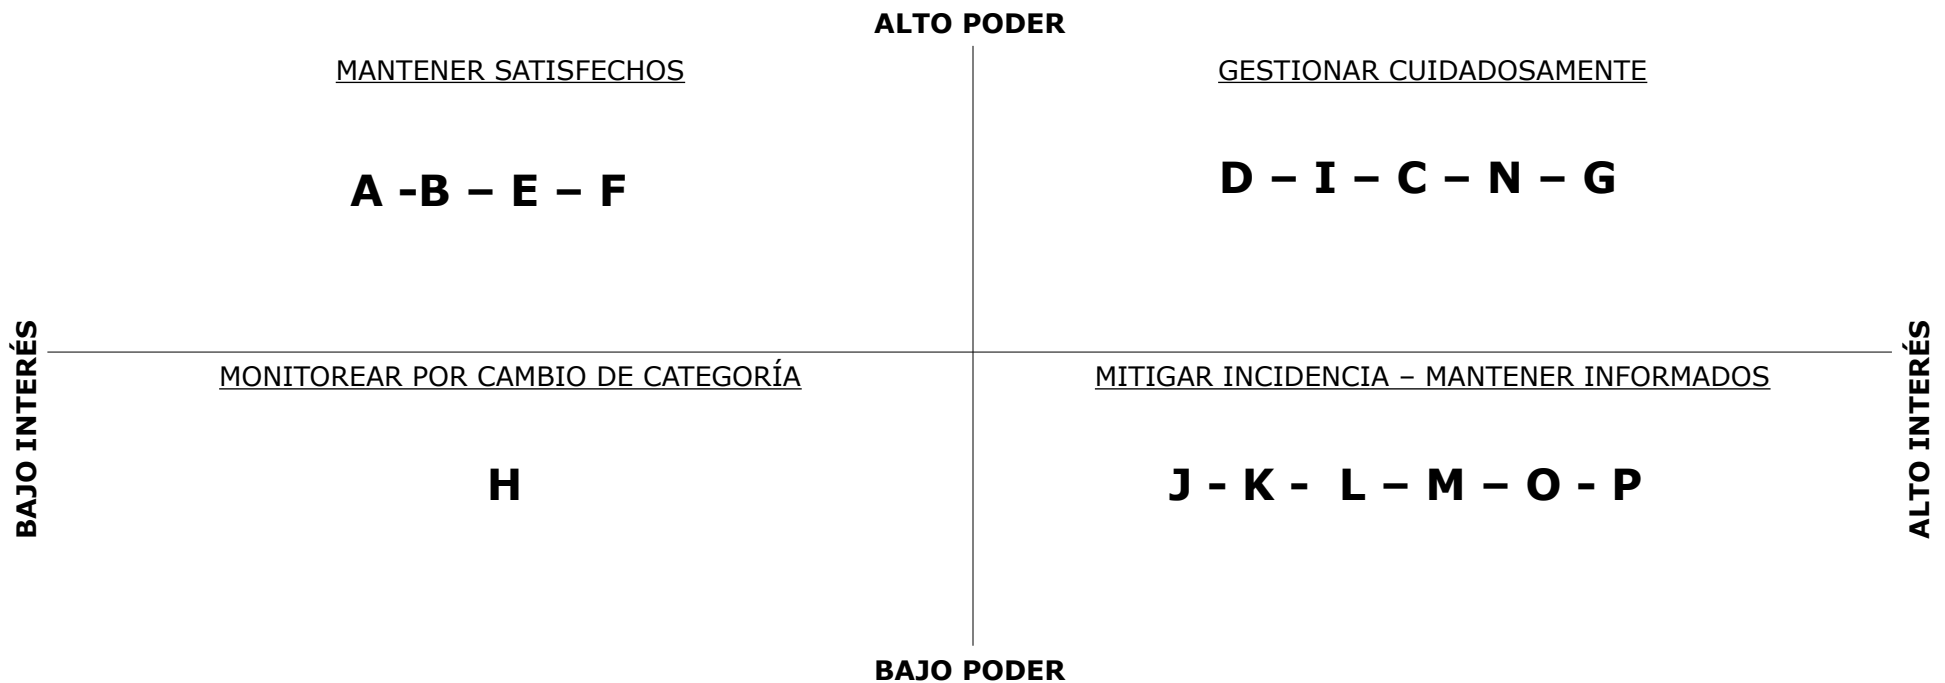 ALTO PODER
MANTENER SATISFECHOS
GESTIONAR CUIDADOSAMENTE
A -B – E – F
D – I – C – N – G
BAJO INTERÉS
ALTO INTERÉS
MONITOREAR POR CAMBIO DE CATEGORÍA
MITIGAR INCIDENCIA – MANTENER INFORMADOS
H
J - K - L – M – O - P
BAJO PODER